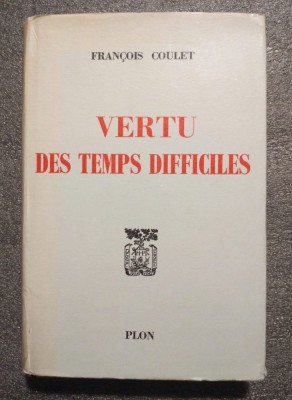 FRANÇOIS COULET
VERTU
DES TEMPS DIFFICILES
PLON